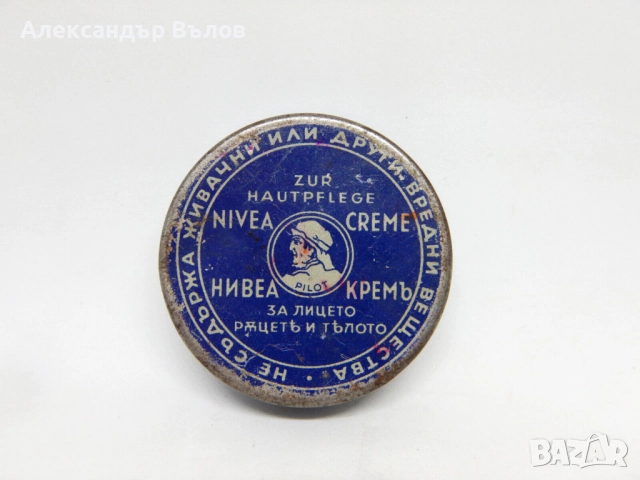 Александър Вълов
НЕ СЪДЪРЖА ЖИВАЧНИ ИЛИ ДРУГИ ВРЕДНИ ВЕЩЕСТВА •
ZUR
HAUTPFLEGE
NIVEA CREME
PILOT
НИВЕА КРЕМЪ
ЗА ЛИЦЕТО
РѪЦЕТѢ И ТѢЛОТО
BAZAR